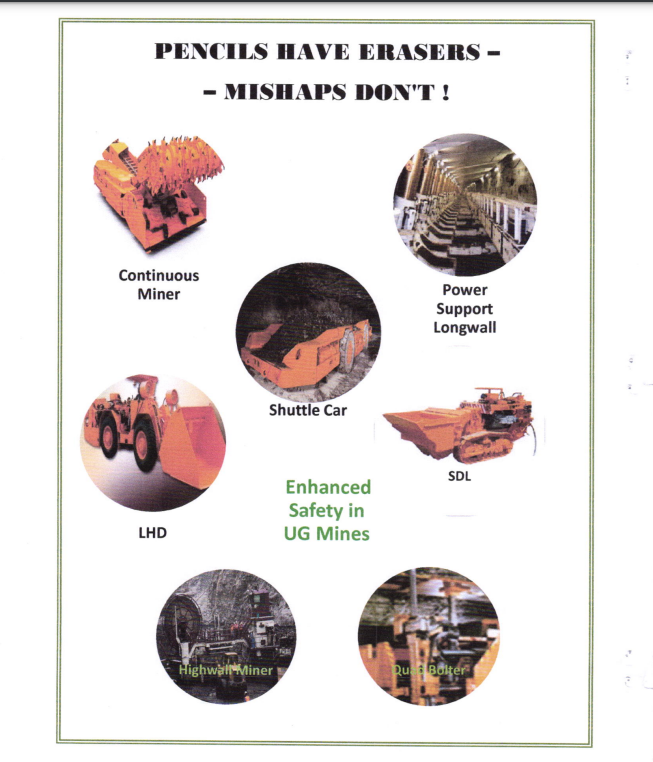 PENCILS HAVE ERASERS –
– MISHAPS DON'T !
Continuous
Miner
Power
Support
Longwall
Shuttle Car
SDL
LHD
Enhanced
Safety in
UG Mines
Highwall Miner
Quad Bolter